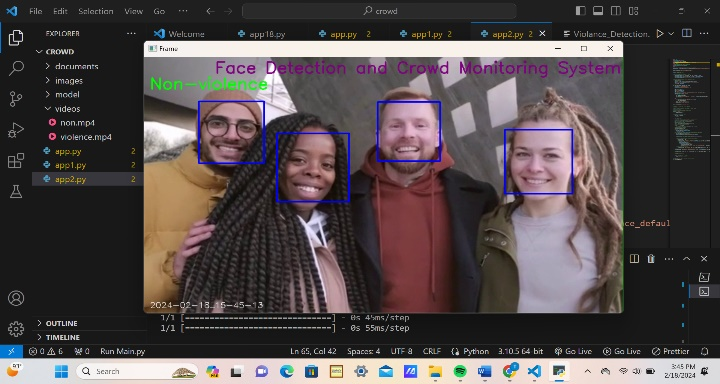 File Edit Selection View Go ··· crowd
EXPLORER ···
Welcome app18.py app.py 2 app1.py 2 app2.py 2 Violance_Detection.
CROWD
documents
images
model
videos
non.mp4
violence.mp4
app.py 2
app1.py 2
app2.py 2
Frame
Face Detection and Crowd Monitoring System
Non-violence
2024-02-18_15-45-13
1/1 [==============================] - 0s 45ms/step
1/1 [==============================] - 0s 55ms/step
OUTLINE
TIMELINE
0 6 0 Run Main.py Ln 65, Col 42 Spaces: 4 UTF-8 CRLF Python 3.10.5 64-bit Go Live Go Live Prettier
93° Search 3:45 PM
2/18/2024